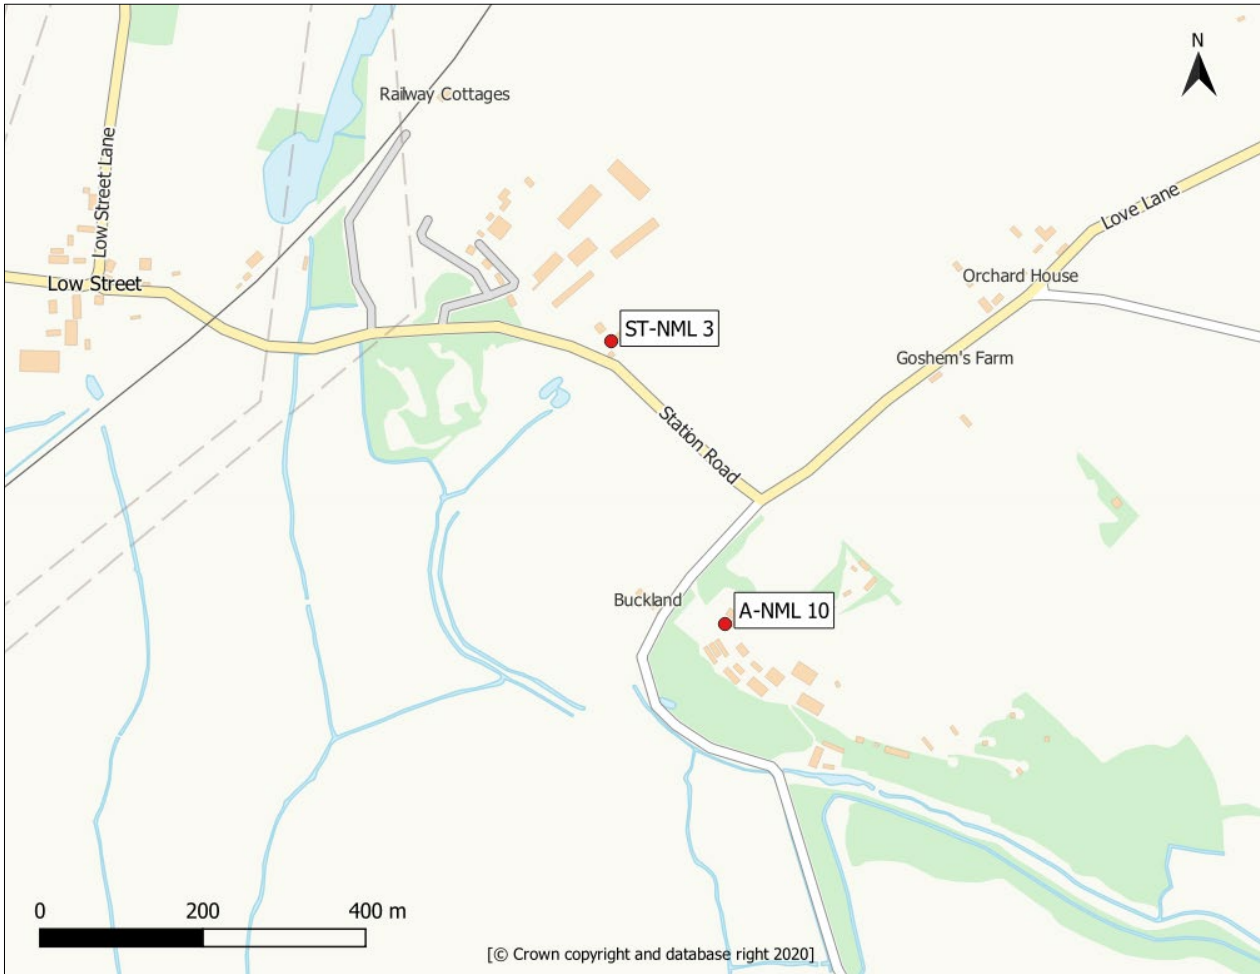 N
Railway Cottages
Low Street Lane
Love Lane
Low Street
Orchard House
ST-NML 3
Goshem's Farm
Station Road
Buckland
A-NML 10
0 200 400 m
[© Crown copyright and database right 2020]